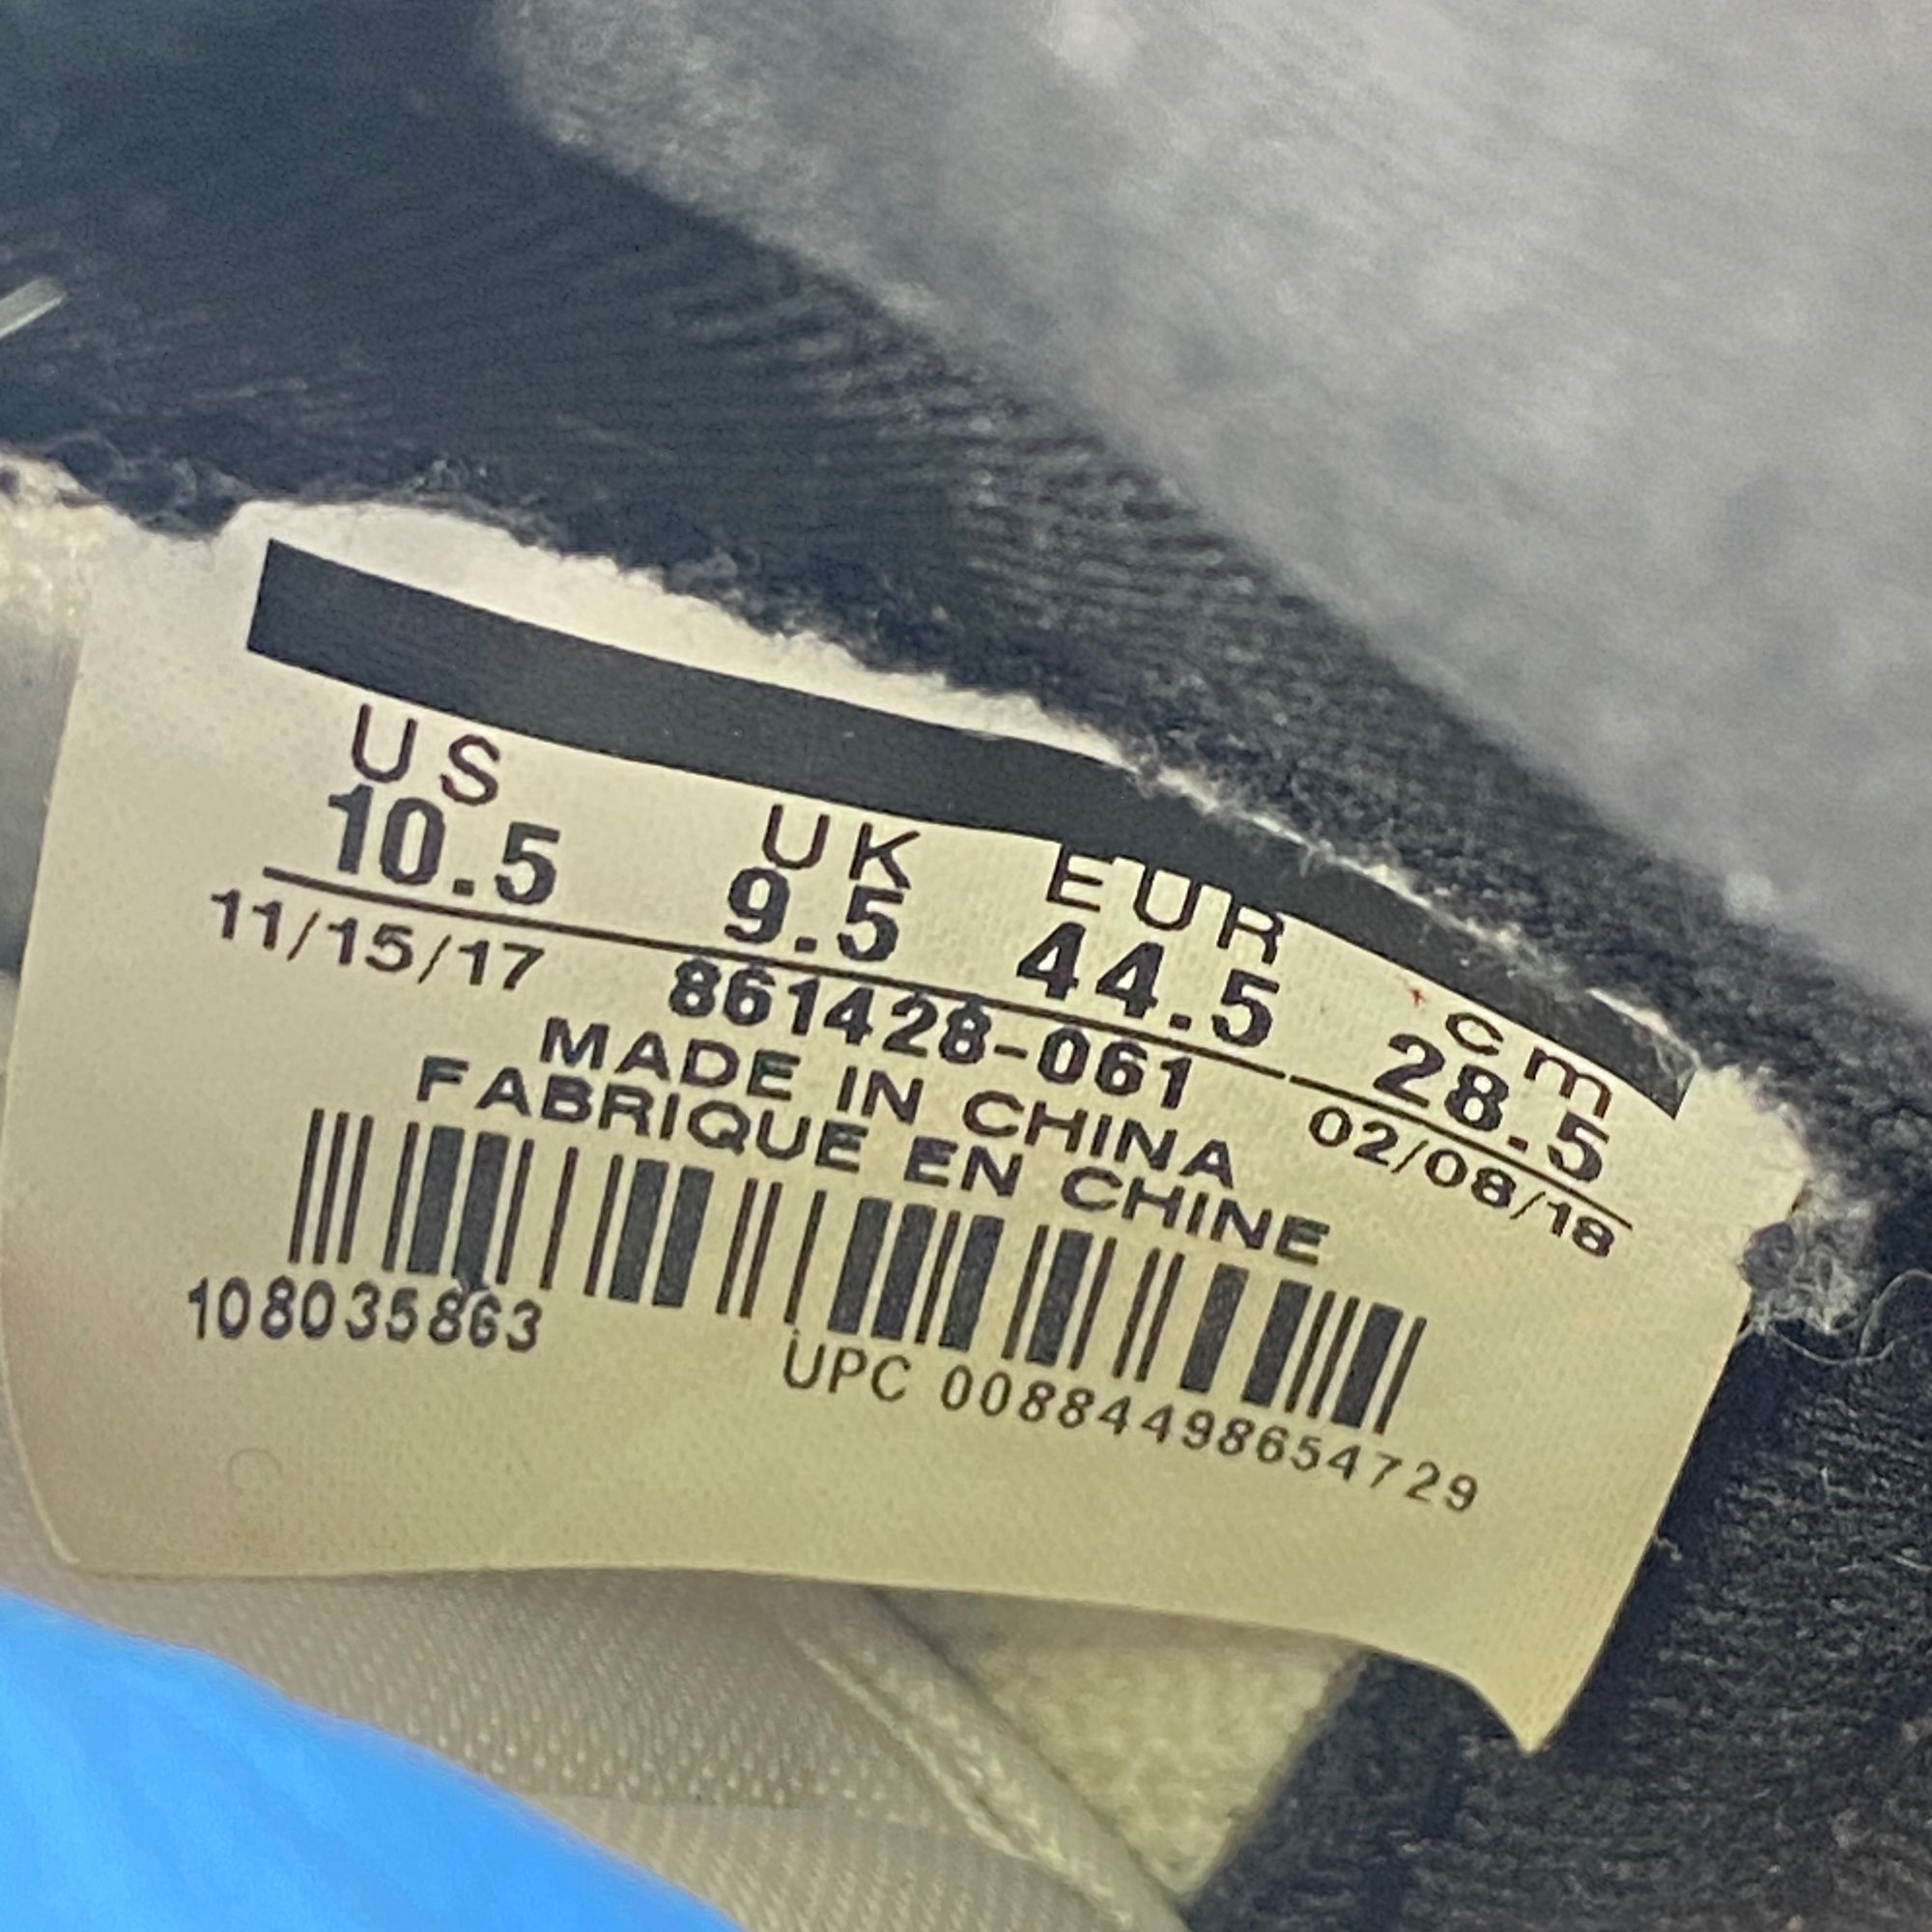 US UK EUR cm
10.5 9.5 44.5 28.5
11/15/17 861428-061 02/08/18
MADE IN CHINA
FABRIQUE EN CHINE
108035863 UPC 00884498654729